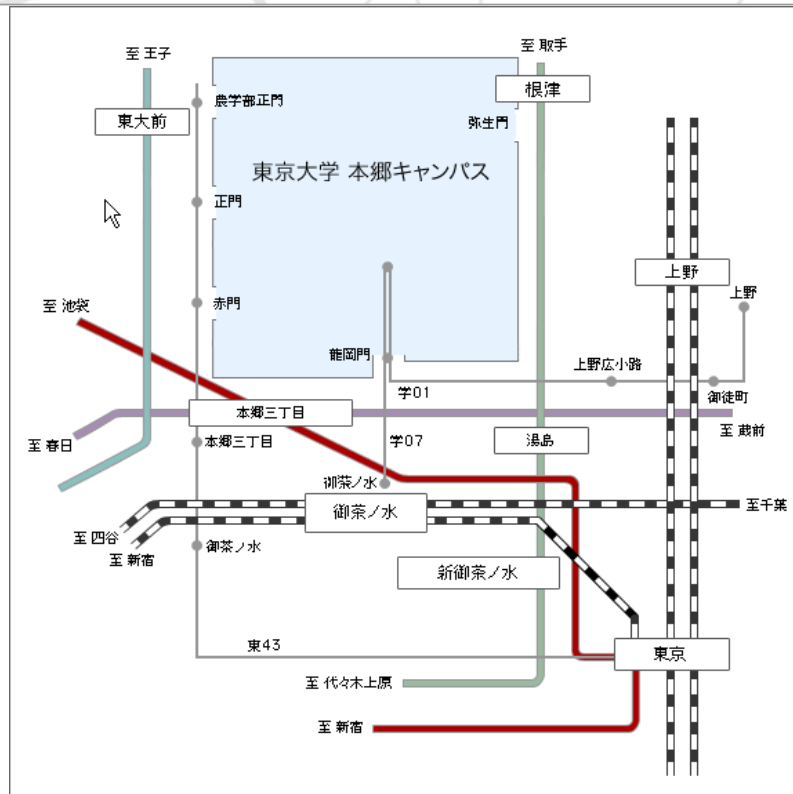 至 取手
至 王子
根津
農学部正門
東大前
弥生門
東京大学 本郷キャンパス
正門
上野
上野
赤門
至 池袋
龍岡門
上野広小路
学01
御徒町
本郷三丁目
至 蔵前
至 春日
本郷三丁目
学07
湯島
御茶ノ水
至千葉
御茶ノ水
至 四谷
御茶ノ水
至 新宿
新御茶ノ水
東43
東京
至 代々木上原
至 新宿